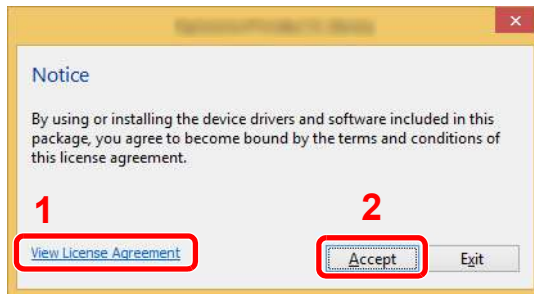 Notice
By using or installing the device drivers and software included in this
package, you agree to become bound by the terms and conditions of
this license agreement.
1
2
View License Agreement
Accept
Exit